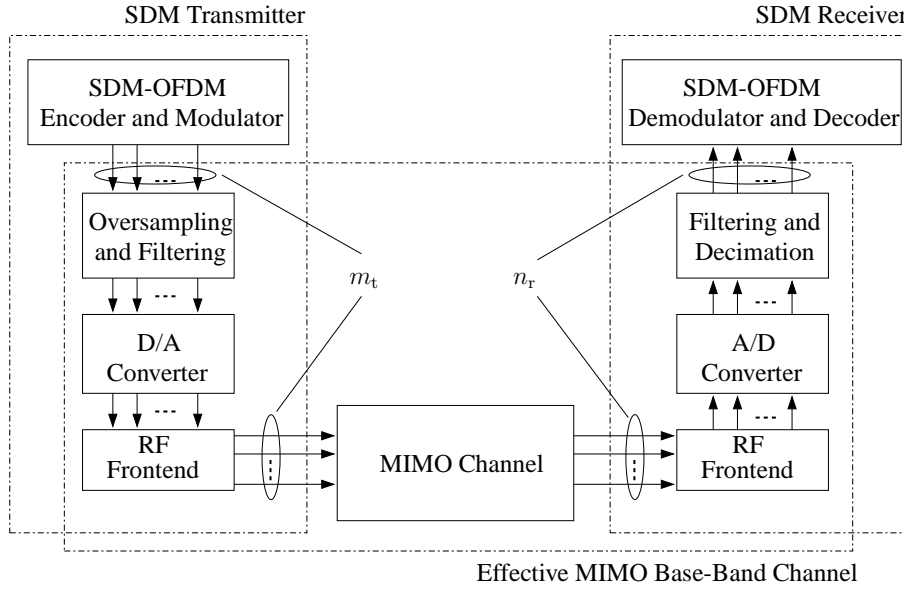 SDM Transmitter
SDM Receiver
SDM-OFDM
Encoder and Modulator
SDM-OFDM
Demodulator and Decoder
...
...
Oversampling
and Filtering
Filtering and
Decimation
m_t
n_r
...
...
D/A
Converter
A/D
Converter
...
...
RF
Frontend
MIMO Channel
RF
Frontend
Effective MIMO Base-Band Channel